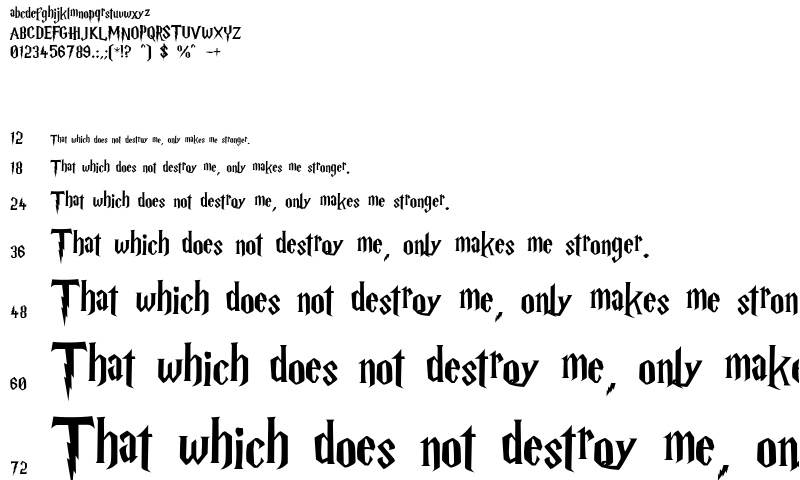 abcdefghijklmnopqrstuvwxyz
ABCDEFGHIJKLMNOPQRSTUVWXYZ
0123456789.:,;(*!? ^) $ %^ -+
12 That which does not destroy me, only makes me stronger.
18 That which does not destroy me, only makes me stronger.
24 That which does not destroy me, only makes me stronger.
36 That which does not destroy me, only makes me stronger.
48 That which does not destroy me, only makes me stron
60 That which does not destroy me, only make
72 That which does not destroy me, on